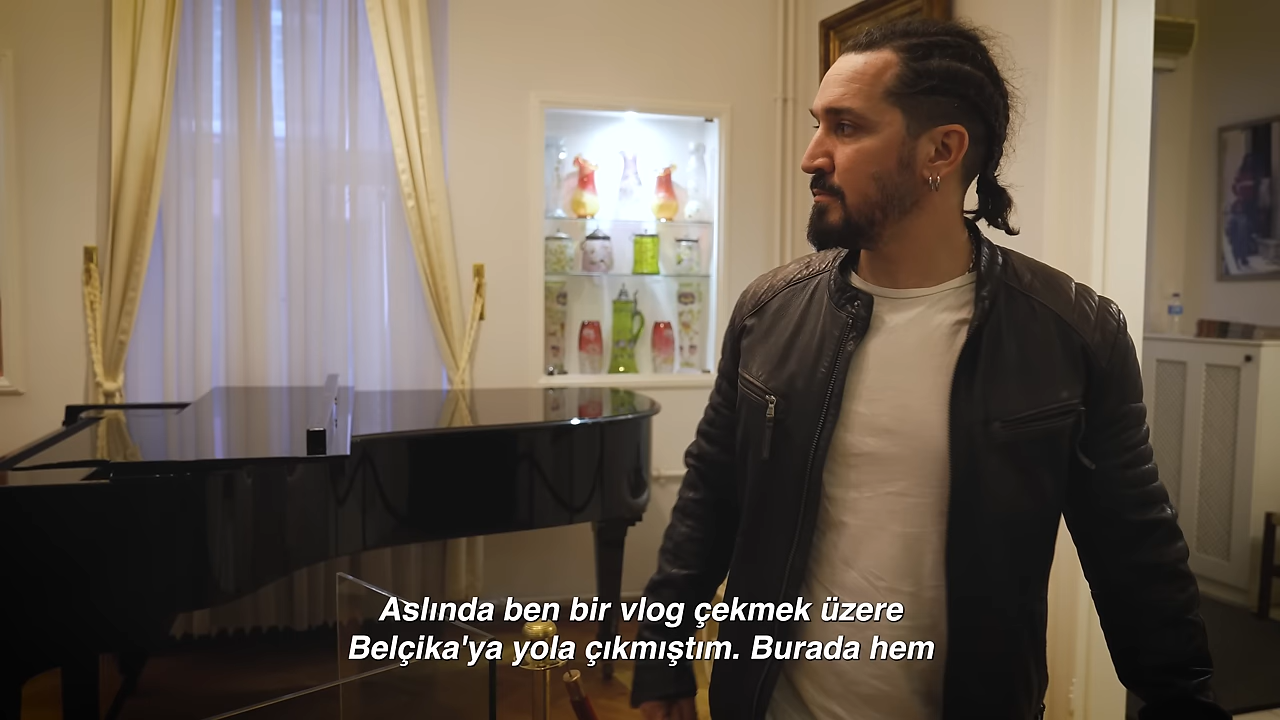 Aslında ben bir vlog çekmek üzere
Belçika'ya yola çıkmıştım. Burada hem